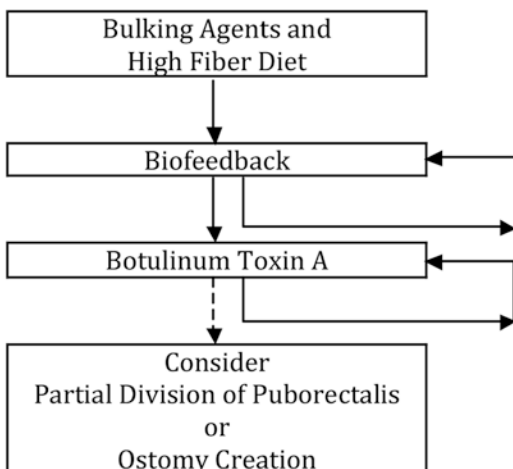 Bulking Agents and
High Fiber Diet
Biofeedback
Botulinum Toxin A
Consider
Partial Division of Puborectalis
or
Ostomy Creation